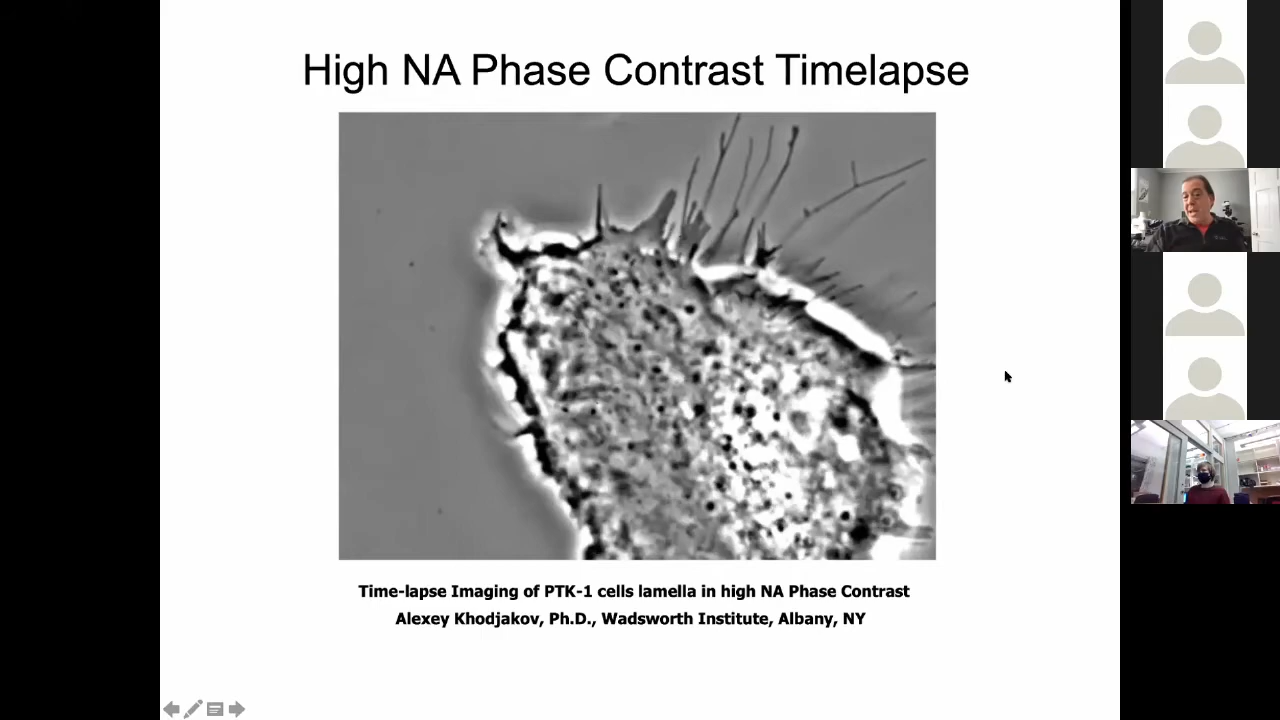 High NA Phase Contrast Timelapse
Time-lapse Imaging of PTK-1 cells lamella in high NA Phase Contrast
Alexey Khodjakov, Ph.D., Wadsworth Institute, Albany, NY